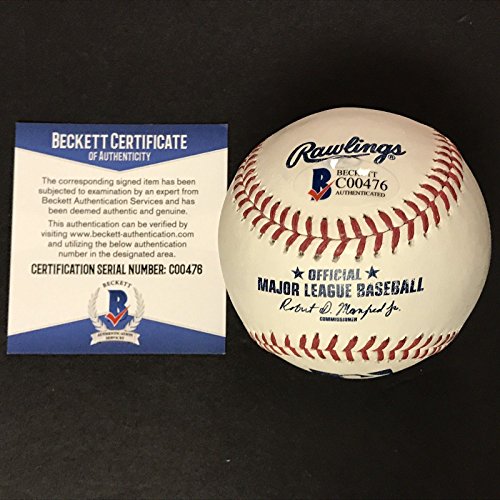 BECKETT CERTIFICATE
OF AUTHENTICITY
The corresponding signed item has been
subjected to examination by an expert from
Beckett Authentication Services and has
been deemed authentic and genuine.
This authentication can be verified by
visiting www.beckett-authentication.com
and utilizing the below authentication
number in the designated area.
CERTIFICATION SERIAL NUMBER: C00476
BECKETT
B
AUTHENTICATION
SERVICES
Rawlings®
B
BECKETT
C00476
AUTHENTICATED
OFFICIAL
MAJOR LEAGUE BASEBALL
Robert D. Manfred Jr.
COMMISSIONER